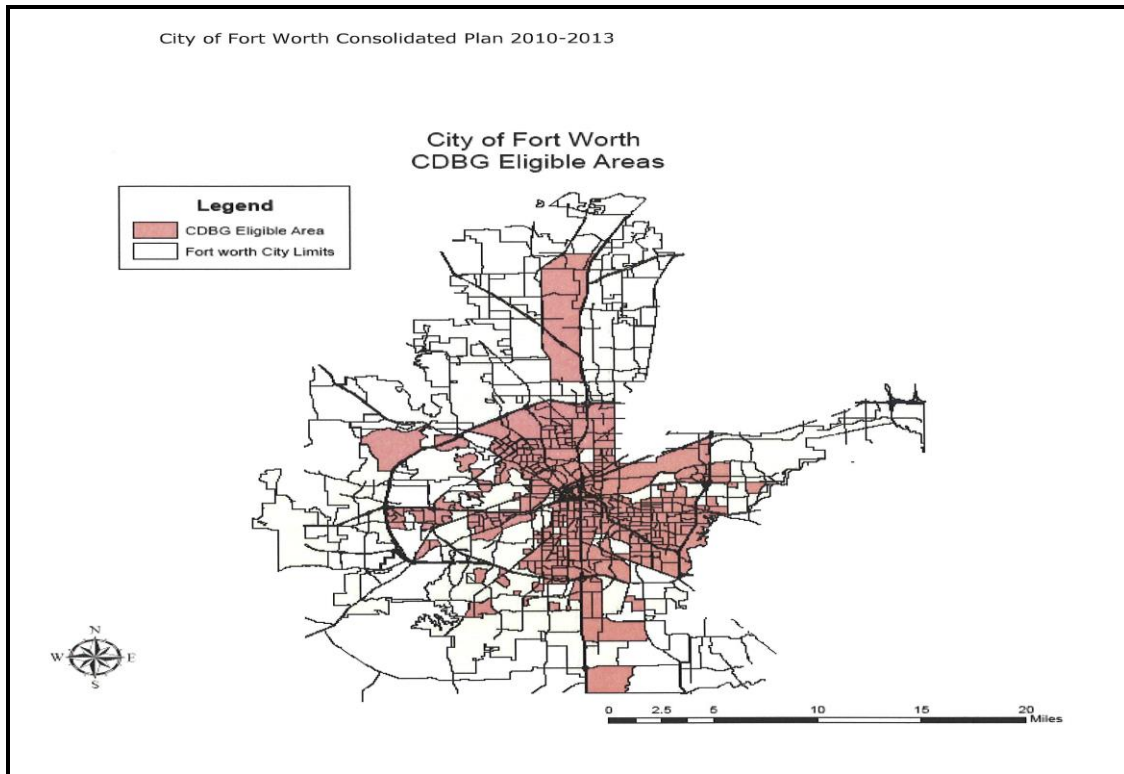 City of Fort Worth Consolidated Plan 2010-2013
City of Fort Worth
CDBG Eligible Areas
Legend
CDBG Eligible Area
Fort worth City Limits
N
W E
S
0 2.5 5 10 15 20
Miles